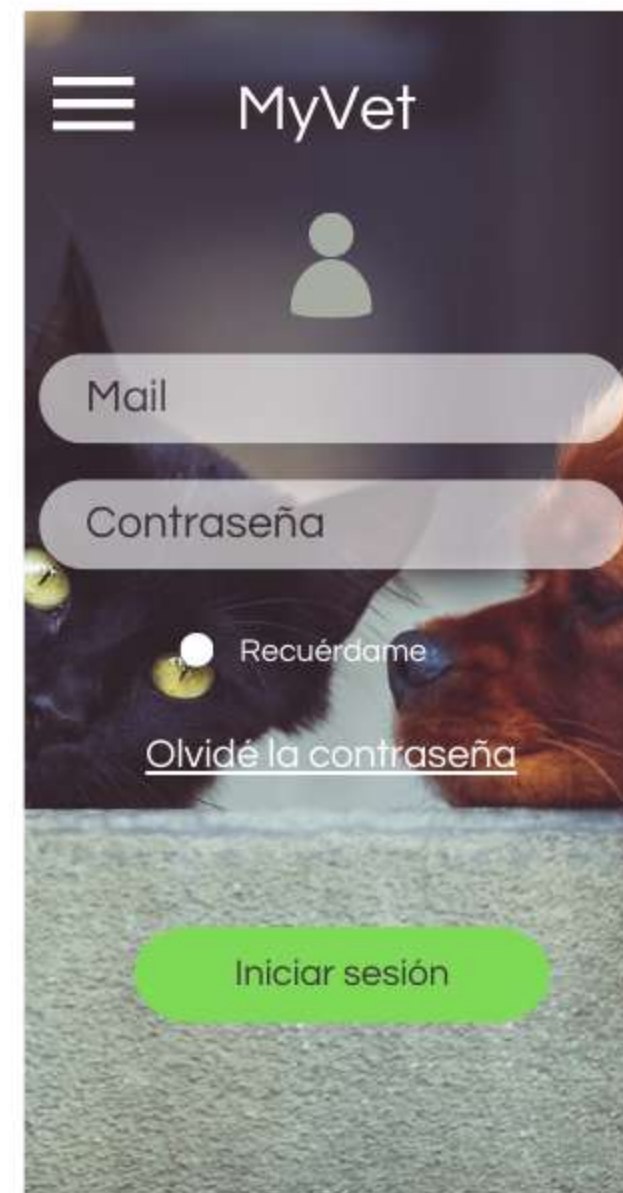 MyVet
Mail
Contraseña
Recuérdame
Olvidé la contraseña
Iniciar sesión